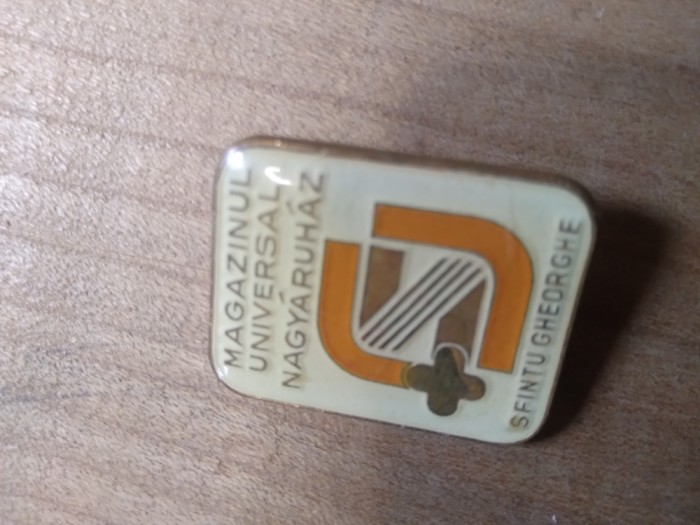 MAGAZINUL
UNIVERSAL
NAGYÁRUHÁZ
SFINTU GHEORGHE